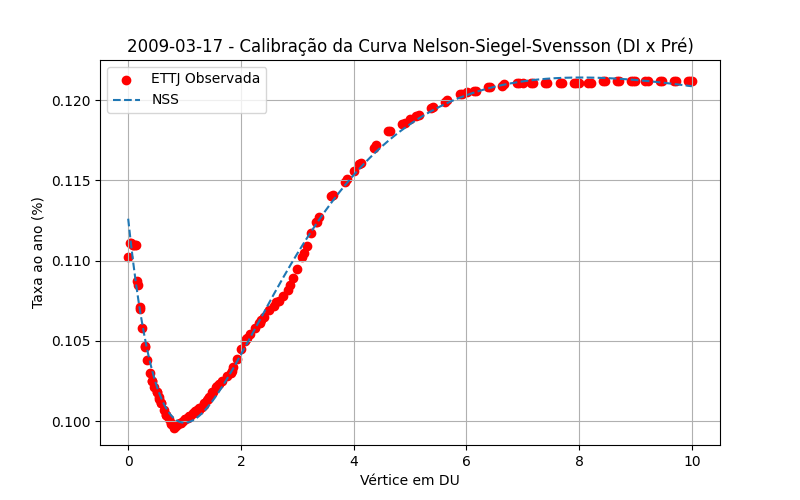 2009-03-17 - Calibração da Curva Nelson-Siegel-Svensson (DI x Pré)
ETTJ Observada
NSS
Taxa ao ano (%)
0.120
0.115
0.110
0.105
0.100
0 2 4 6 8 10
Vértice em DU